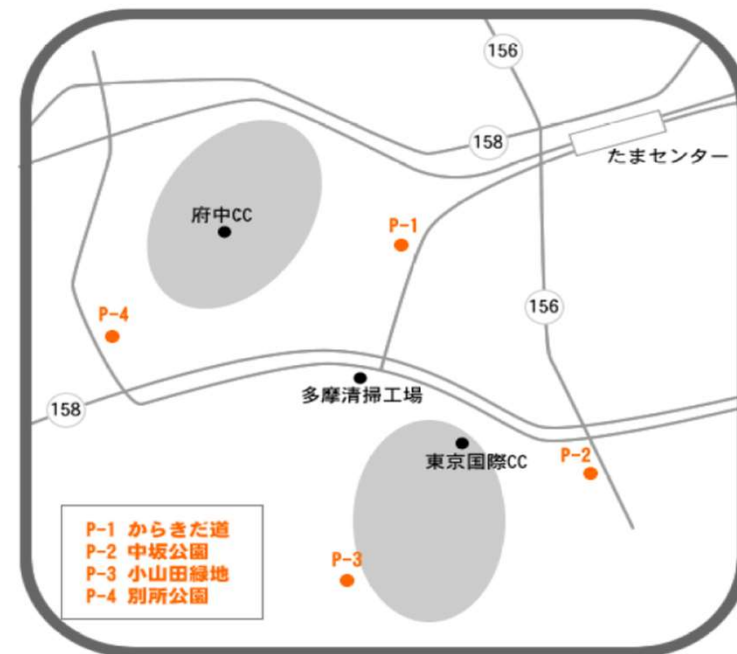 156
158
たまセンター
府中CC
P-1
156
P-4
158
多摩清掃工場
東京国際CC
P-2
P-3
P-1 からきだ道
P-2 中坂公園
P-3 小山田緑地
P-4 別所公園